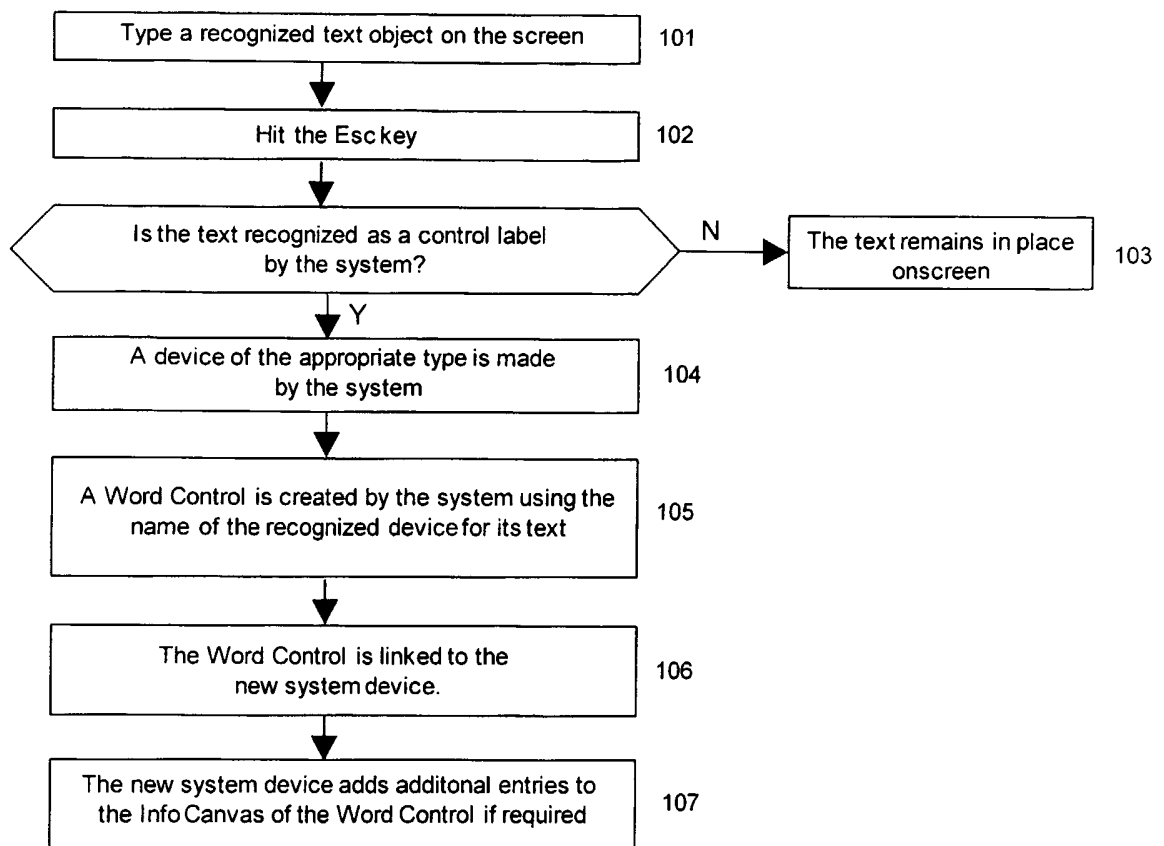 Type a recognized text object on the screen
101
Hit the Esc key
102
Is the text recognized as a control label
by the system?
N
The text remains in place
onscreen
103
Y
A device of the appropriate type is made
by the system
104
A Word Control is created by the system using the
name of the recognized device for its text
105
The Word Control is linked to the
new system device.
106
The new system device adds additonal entries to
the Info Canvas of the Word Control if required
107